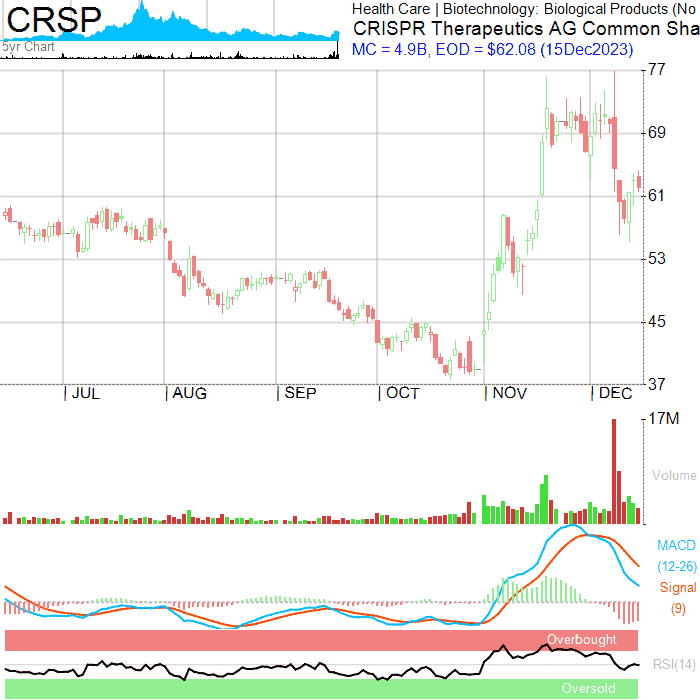 CRSP
5yr Chart
Health Care | Biotechnology: Biological Products (No
CRISPR Therapeutics AG Common Sha
MC = 4.9B, EOD = $62.08 (15Dec2023)
77
69
61
53
45
37
JUL
AUG
SEP
OCT
NOV
DEC
17M
Volume
MACD
(12-26)
Signal
(9)
Overbought
RSI(14)
Oversold